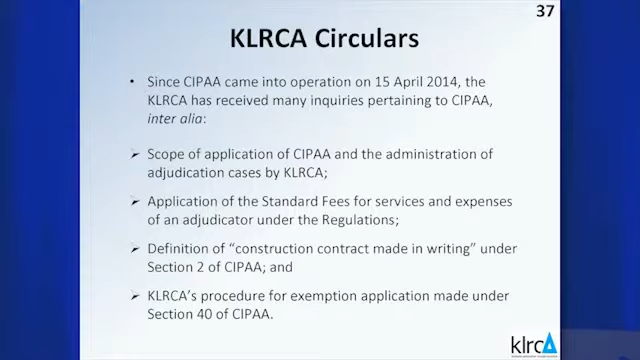 37
KLRCA Circulars
• Since CIPAA came into operation on 15 April 2014, the
KLRCA has received many inquiries pertaining to CIPAA,
inter alia:
➢ Scope of application of CIPAA and the administration of
adjudication cases by KLRCA;
➢ Application of the Standard Fees for services and expenses
of an adjudicator under the Regulations;
➢ Definition of “construction contract made in writing” under
Section 2 of CIPAA; and
➢ KLRCA’s procedure for exemption application made under
Section 40 of CIPAA.
klrcA